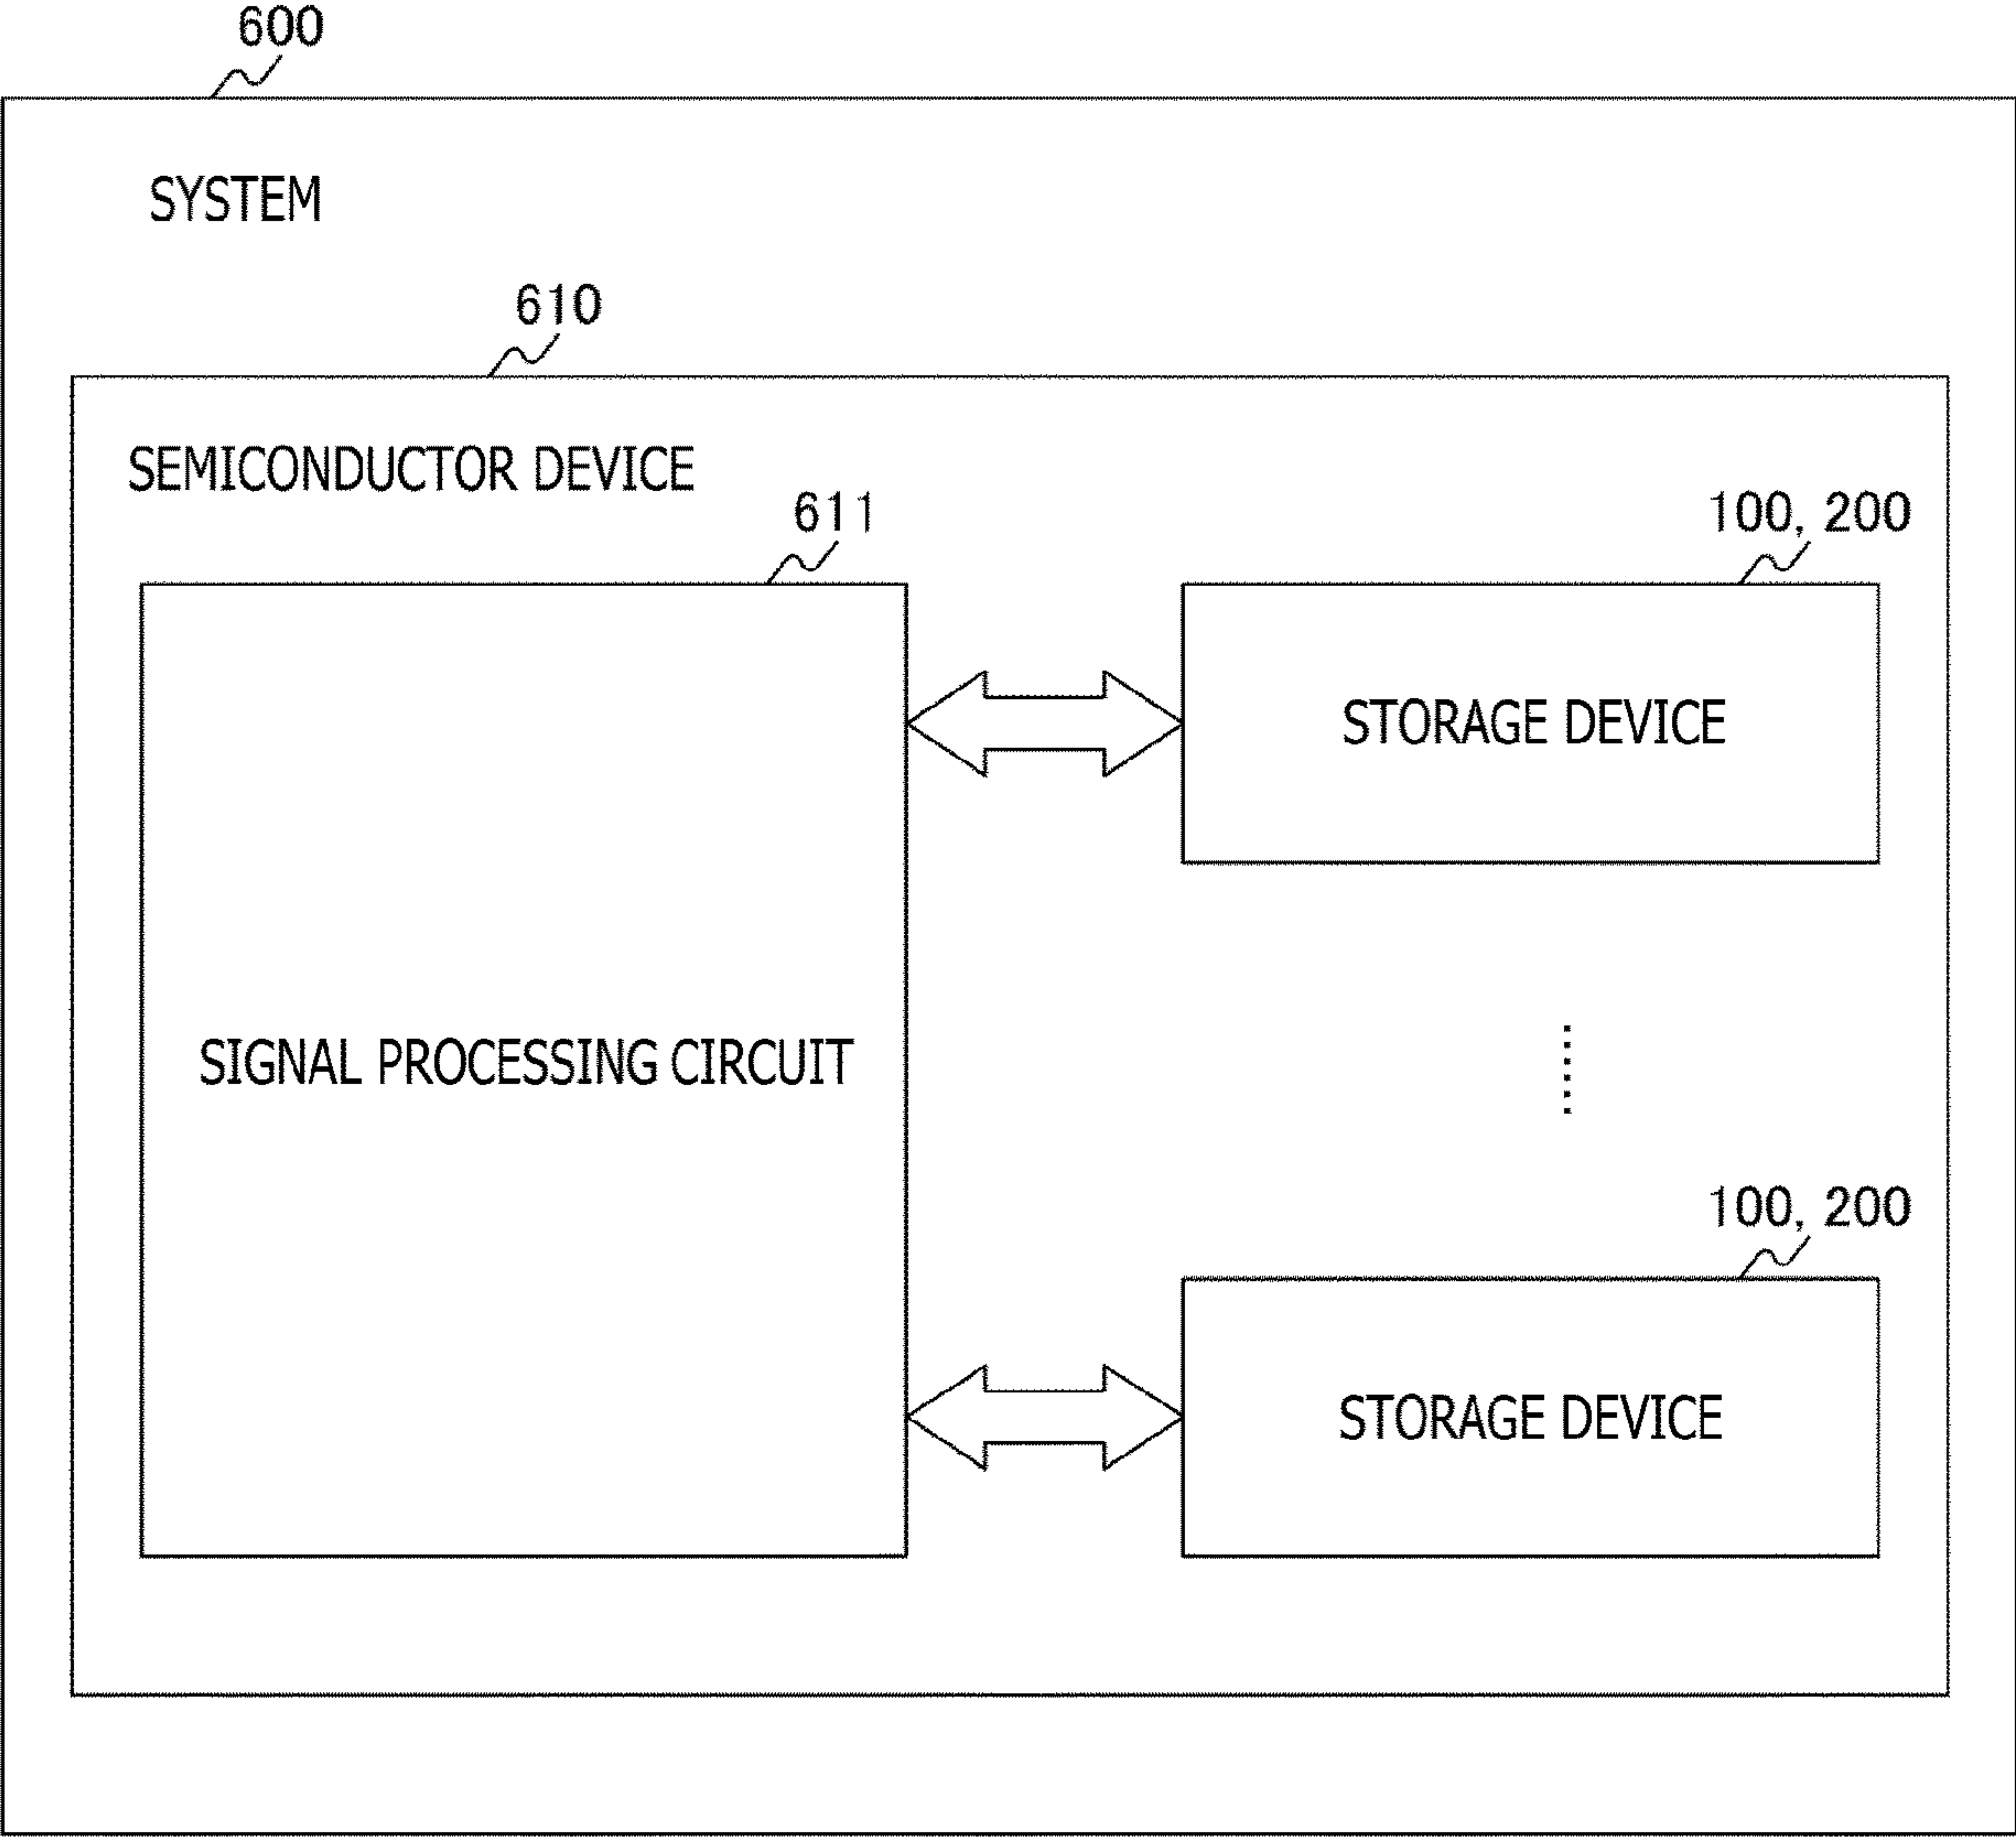 600
SYSTEM
610
SEMICONDUCTOR DEVICE
611
100, 200
STORAGE DEVICE
SIGNAL PROCESSING CIRCUIT
100, 200
STORAGE DEVICE